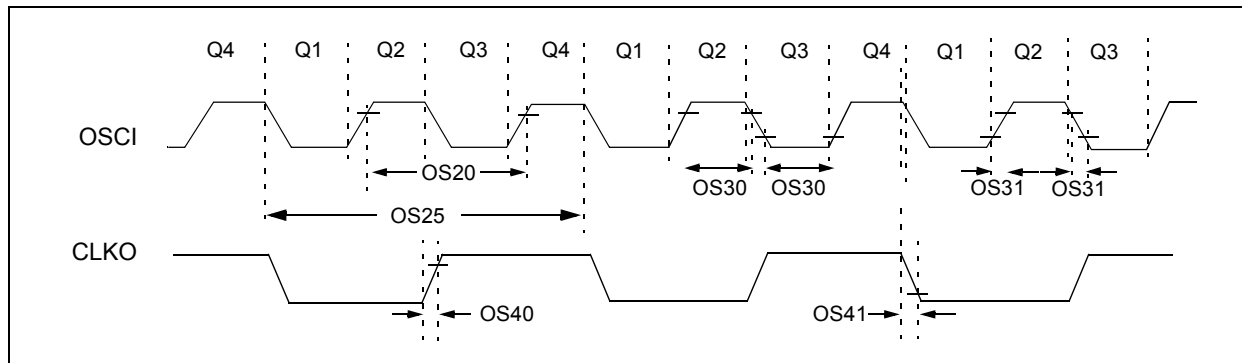 Q4 Q1 Q2 Q3 Q4 Q1 Q2 Q3 Q4 Q1 Q2 Q3
OSCI
OS20 OS30 OS30 OS31 OS31
OS25
CLKO
OS40 OS41